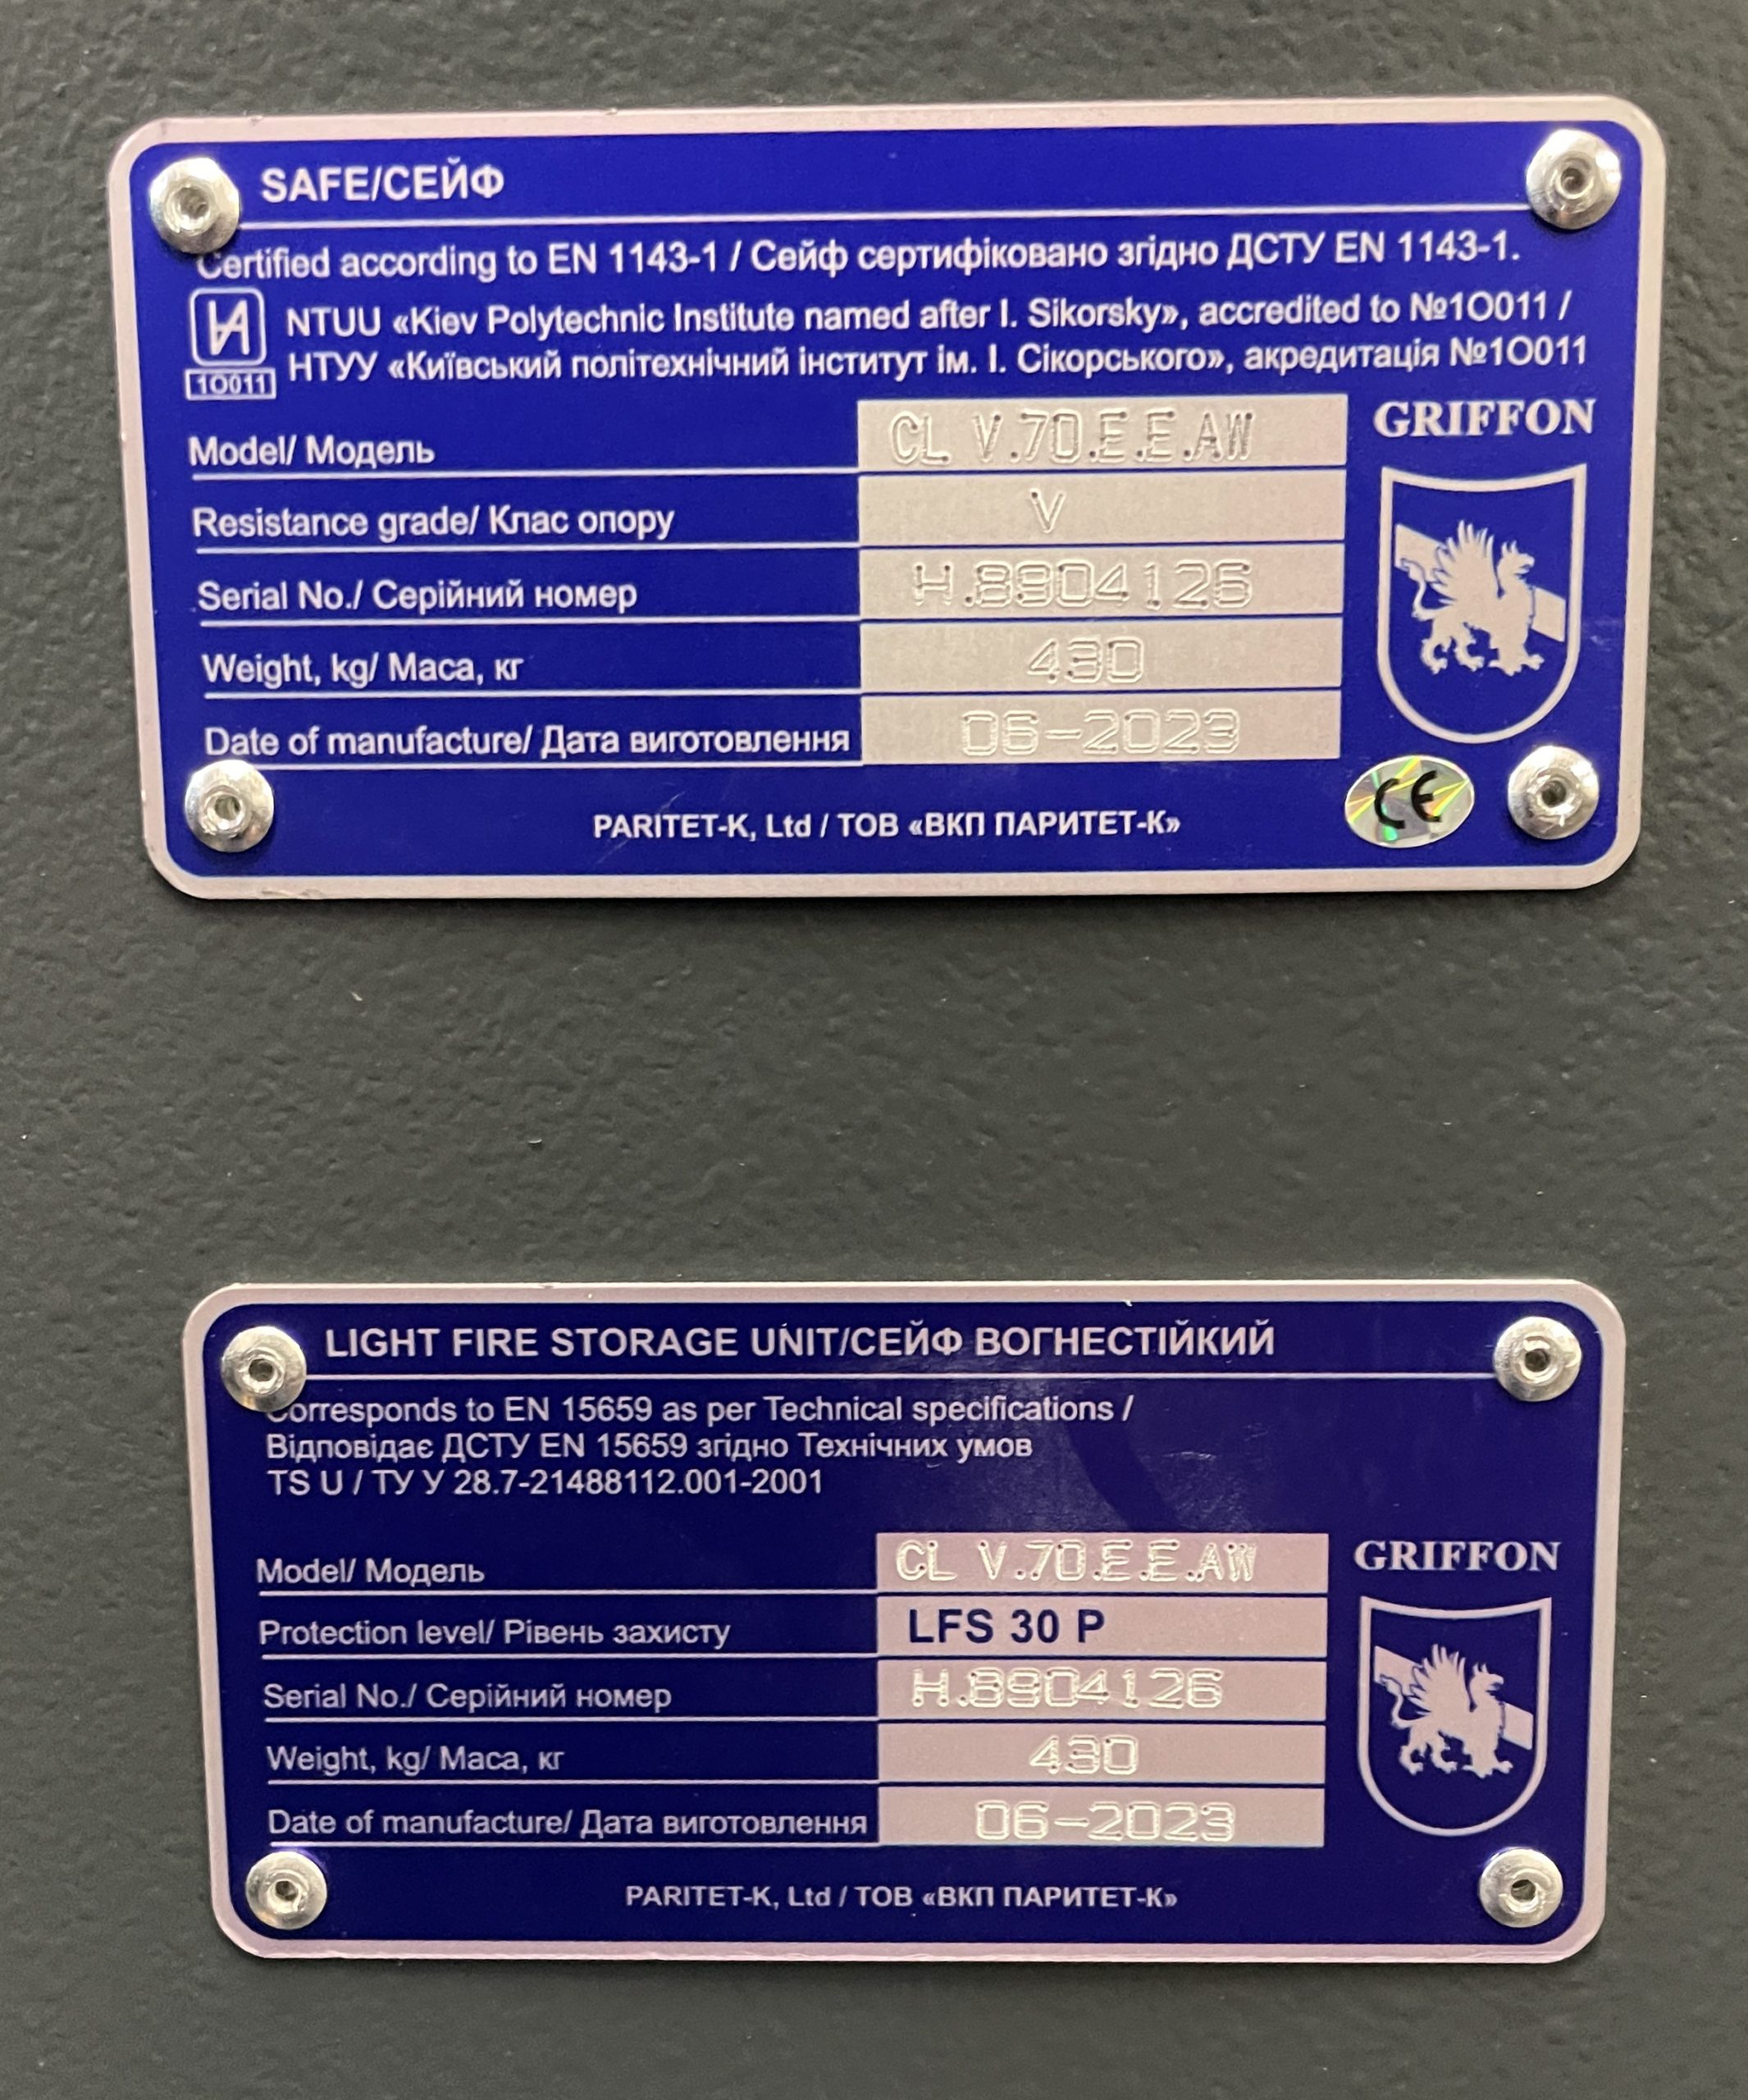 SAFE/СЕЙФ
Certified according to EN 1143-1 / Сейф сертифіковано згідно ДСТУ EN 1143-1.
NTUU «Kiev Polytechnic Institute named after I. Sikorsky», accredited to №1O011 /
НТУУ «Київський політехнічний інститут ім. І. Сікорського», акредитація №1O011
1O011
Model/ Модель CL V.70.E.E.AW
GRIFFON
Resistance grade/ Клас опору V
Serial No./ Серійний номер H.8904126
Weight, kg/ Маса, кг 430
Date of manufacture/ Дата виготовлення 06-2023
CE
PARITET-K, Ltd / ТОВ «ВКП ПАРИТЕТ-К»
LIGHT FIRE STORAGE UNIT/СЕЙФ ВОГНЕСТІЙКИЙ
Corresponds to EN 15659 as per Technical specifications /
Відповідає ДСТУ EN 15659 згідно Технічних умов
TS U / ТУ У 28.7-21488112.001-2001
Model/ Модель CL V.70.E.E.AW
GRIFFON
Protection level/ Рівень захисту LFS 30 P
Serial No./ Серійний номер H.8904126
Weight, kg/ Маса, кг 430
Date of manufacture/ Дата виготовлення 06-2023
PARITET-K, Ltd / ТОВ «ВКП ПАРИТЕТ-К»